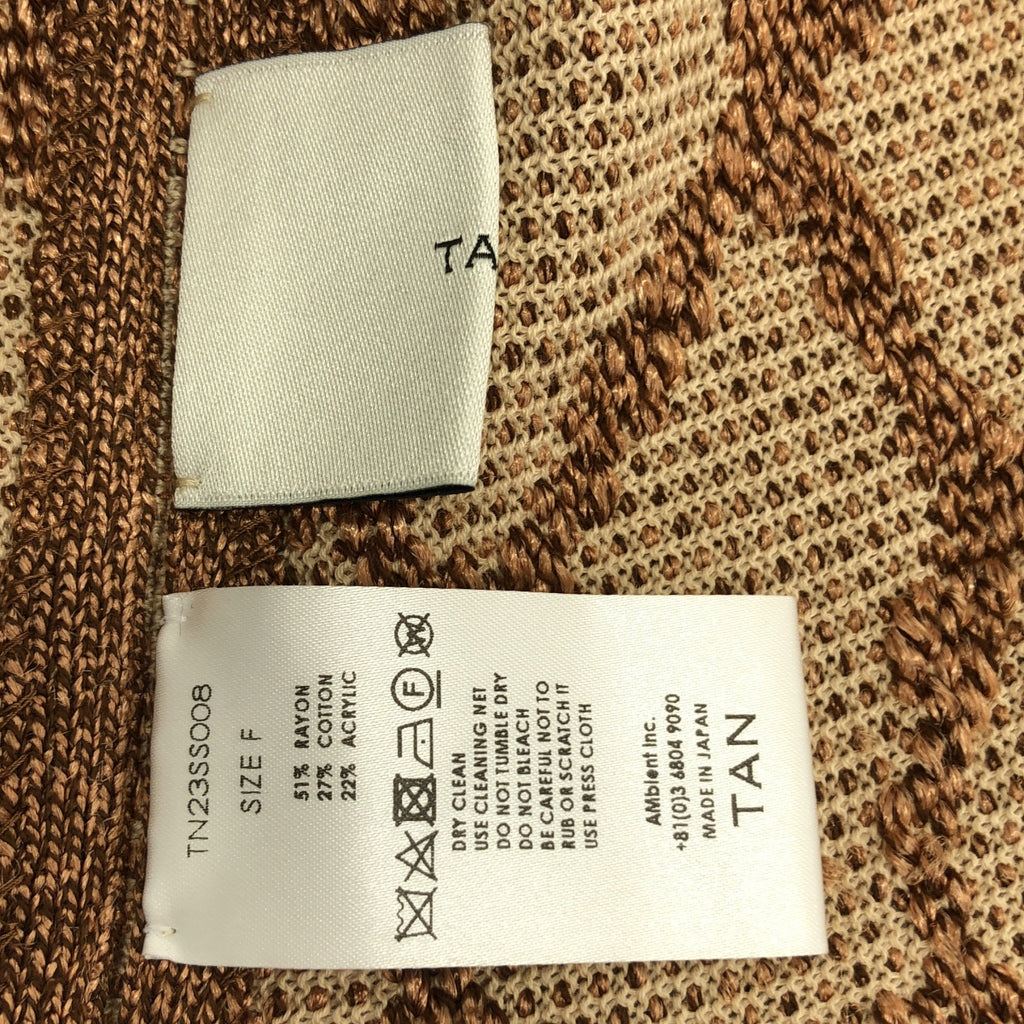 TA
TN23SS008
SIZE F
51% RAYON
27% COTTON
22% ACRYLIC
W
F
DRY CLEAN
USE CLEANING NET
DO NOT TUMBLE DRY
DO NOT BLEACH
BE CAREFUL NOT TO
RUB OR SCRATCH IT
USE PRESS CLOTH
AMbient Inc.
+81(0)3 6804 9090
MADE IN JAPAN
TAN